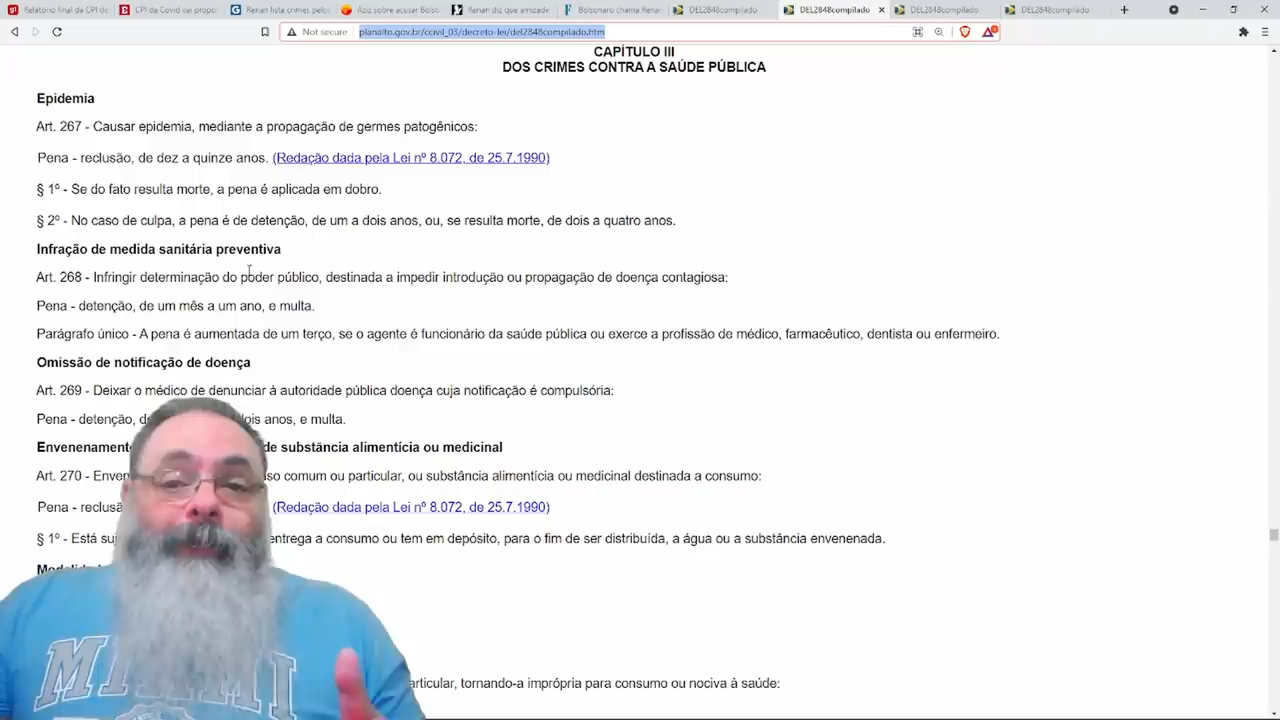 Relatório final da CPI de
CPI da Covid vai propo
Renan lista crimes pelos
Aziz sobre acusar Bolso
Renan diz que amizade
Bolsonaro chama Renan
DEL2848compilado
DEL2848compilado
DEL2848compilado
DEL2848compilado
Not secure
planalto.gov.br/ccivil_03/decreto-lei/del2848compilado.htm
CAPÍTULO III
DOS CRIMES CONTRA A SAÚDE PÚBLICA
Epidemia
Art. 267 - Causar epidemia, mediante a propagação de germes patogênicos:
Pena - reclusão, de dez a quinze anos. (Redação dada pela Lei nº 8.072, de 25.7.1990)
§ 1º - Se do fato resulta morte, a pena é aplicada em dobro.
§ 2º - No caso de culpa, a pena é de detenção, de um a dois anos, ou, se resulta morte, de dois a quatro anos.
Infração de medida sanitária preventiva
Art. 268 - Infringir determinação do poder público, destinada a impedir introdução ou propagação de doença contagiosa:
Pena - detenção, de um mês a um ano, e multa.
Parágrafo único - A pena é aumentada de um terço, se o agente é funcionário da saúde pública ou exerce a profissão de médico, farmacêutico, dentista ou enfermeiro.
Omissão de notificação de doença
Art. 269 - Deixar o médico de denunciar à autoridade pública doença cuja notificação é compulsória:
Pena - detenção, dois anos, e multa.
de substância alimentícia ou medicinal
Art. 270 - comum ou particular, ou substância alimentícia ou medicinal destinada a consumo:
Pena - (Redação dada pela Lei nº 8.072, de 25.7.1990)
§ 1º - Está entrega a consumo ou tem em depósito, para o fim de ser distribuída, a água ou a substância envenenada.
tornando-a imprópria para consumo ou nociva à saúde: